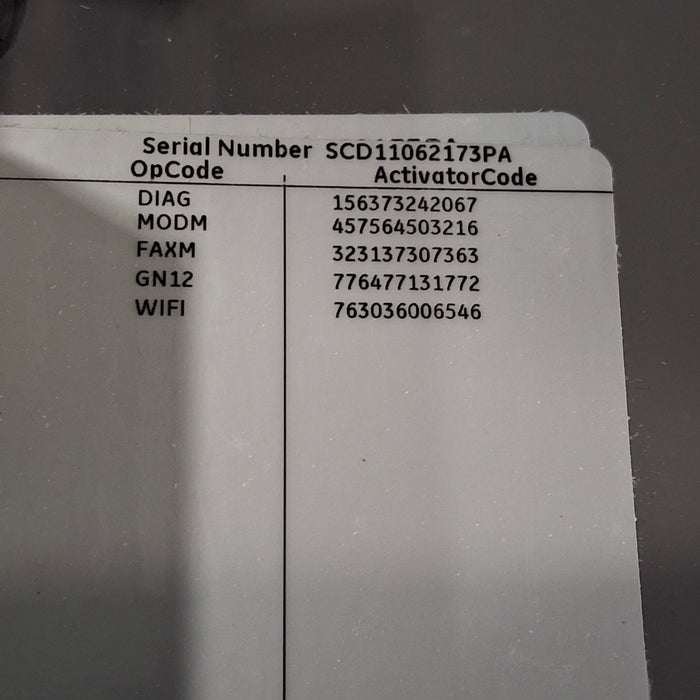 Serial Number SCD11062173PA
OpCode ActivatorCode
DIAG 156373242067
MODM 457564503216
FAXM 323137307363
GN12 776477131772
WIFI 763036006546